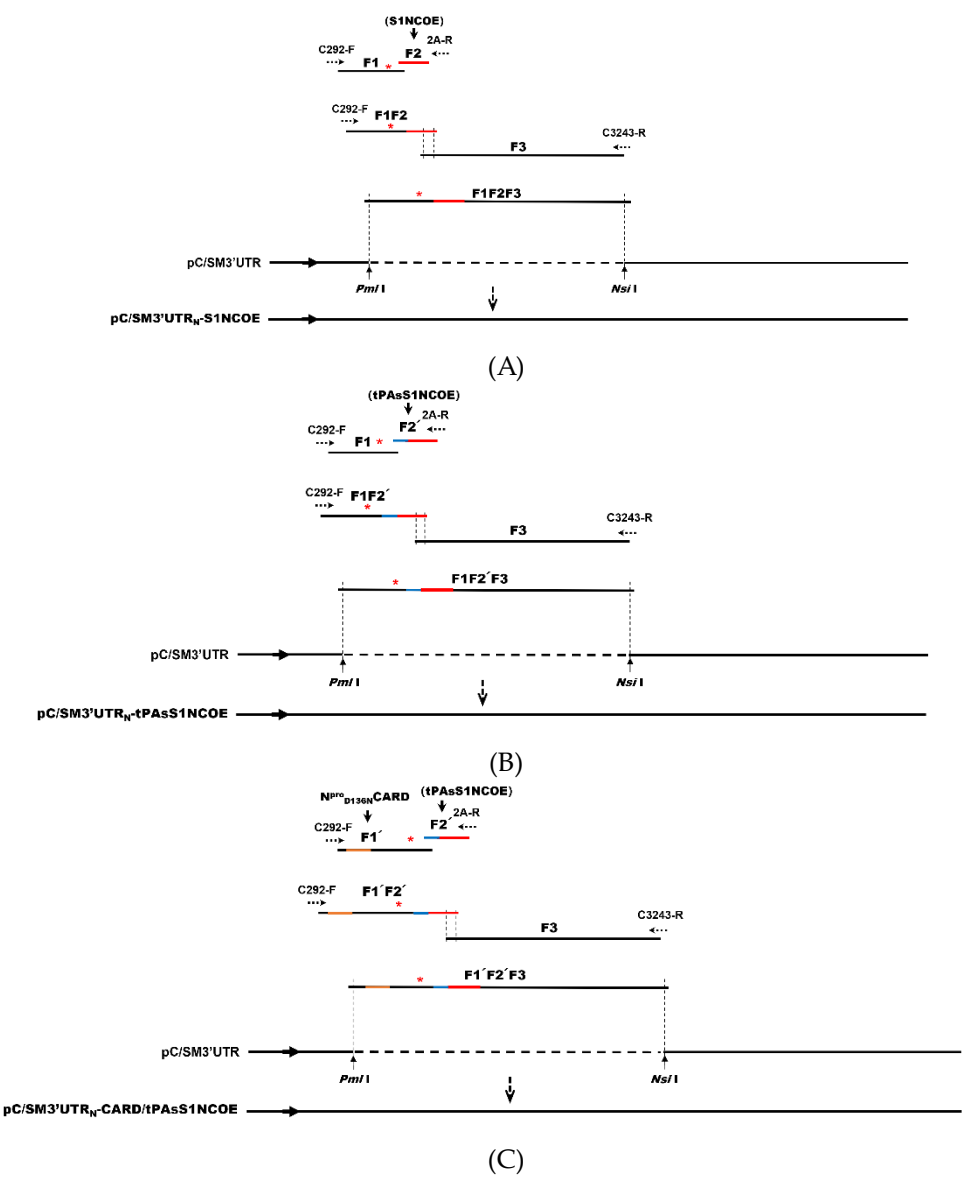 (S1NCOE)
C292-F F1 * F2 2A-R
C292-F F1F2
*
C3243-R
F3
* F1F2F3
pC/SM3'UTR
PmlI NsiI
pC/SM3'UTRN-S1NCOE
(A)
(tPAsS1NCOE)
C292-F F1 * F2´ 2A-R
C292-F F1F2´
*
C3243-R
F3
* F1F2´F3
pC/SM3'UTR
PmlI NsiI
pC/SM3'UTRN-tPAsS1NCOE
(B)
NproD136NCARD (tPAsS1NCOE)
C292-F F1´ * F2´ 2A-R
C292-F F1´F2´
*
C3243-R
F3
* F1´F2´F3
pC/SM3'UTR
PmlI NsiI
pC/SM3'UTRN-CARD/tPAsS1NCOE
(C)